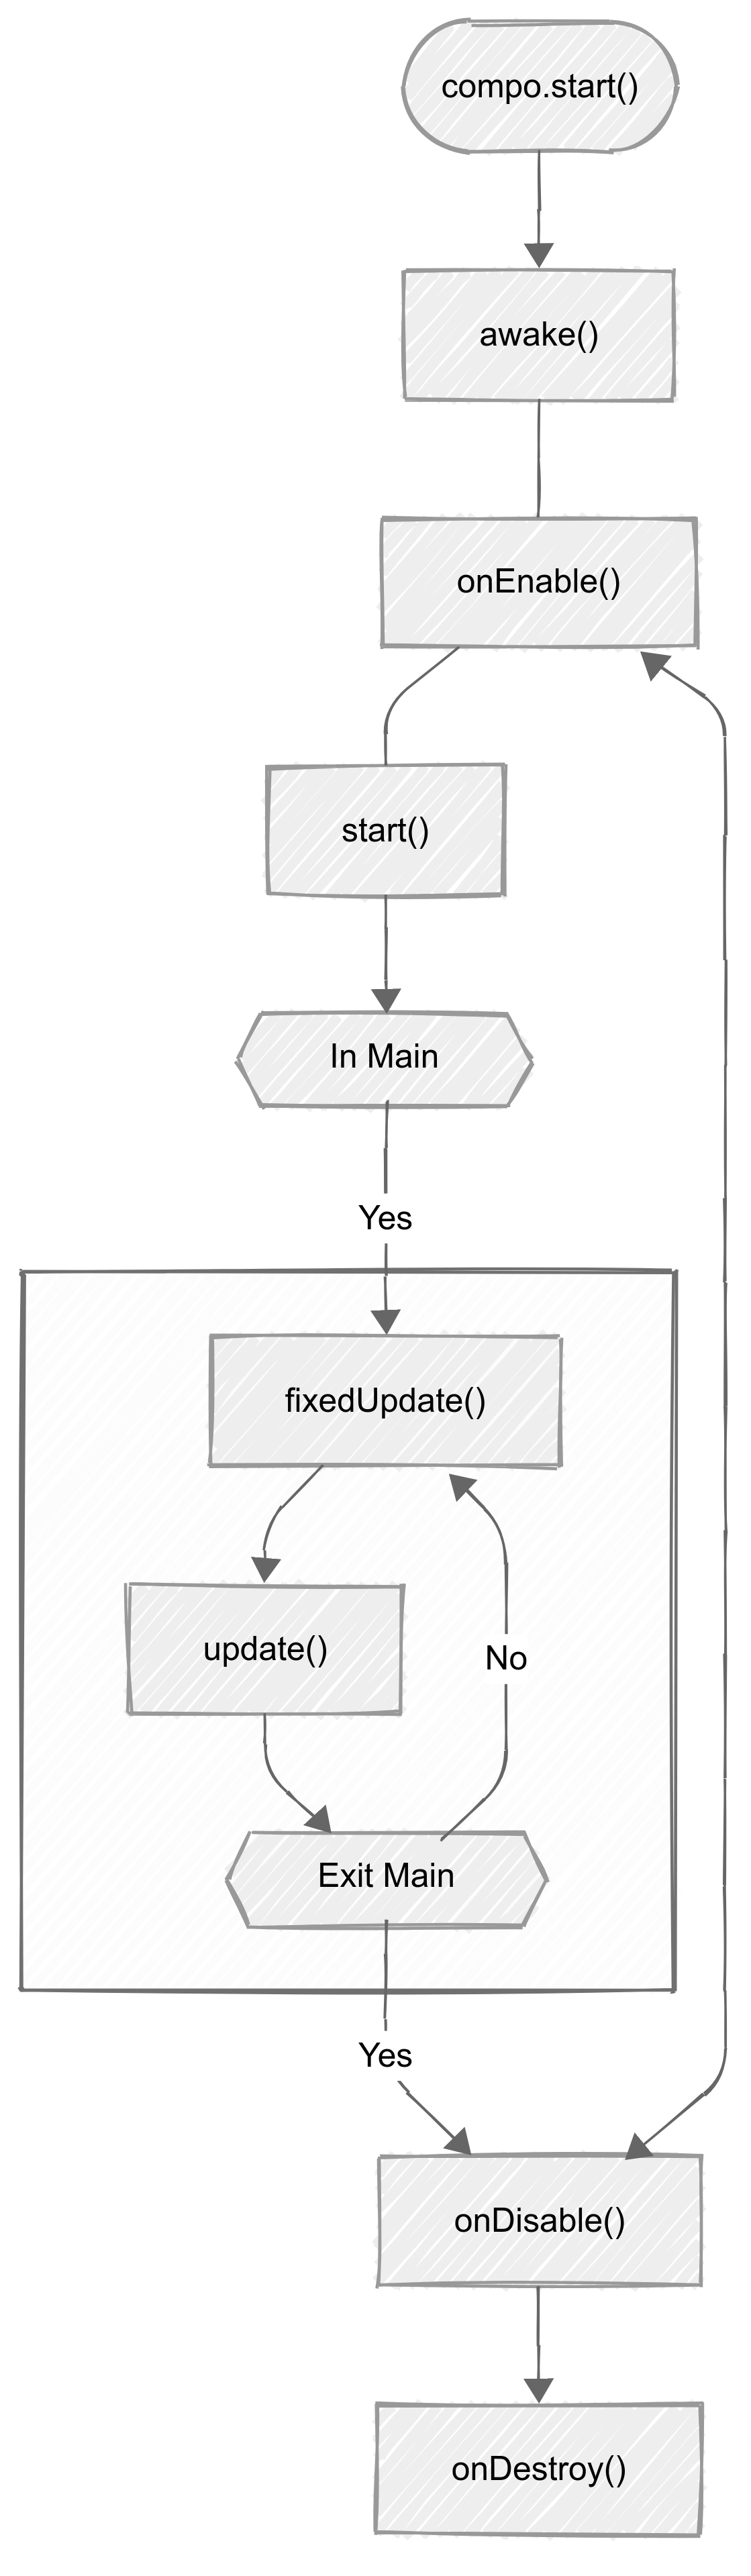 compo.start()
awake()
onEnable()
start()
In Main
Yes
fixedUpdate()
update()
No
Exit Main
Yes
onDisable()
onDestroy()